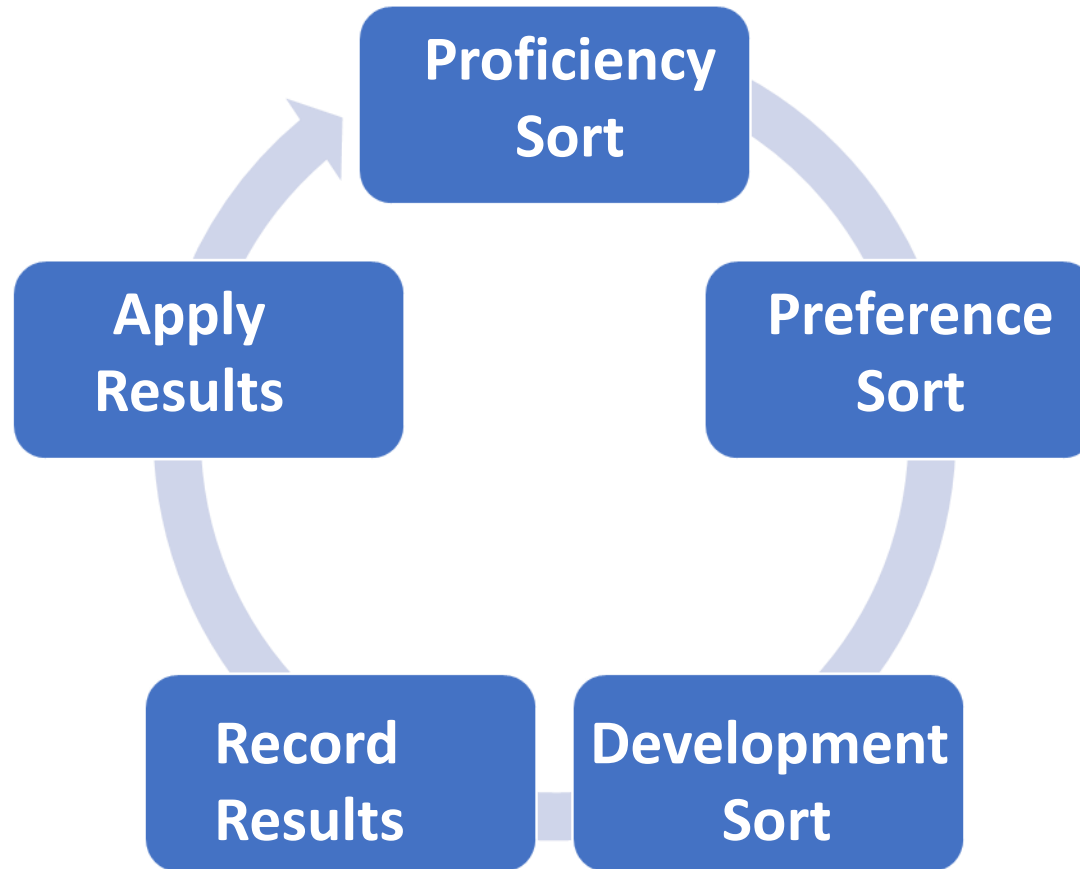 Proficiency
Sort
Preference
Sort
Development
Sort
Record
Results
Apply
Results